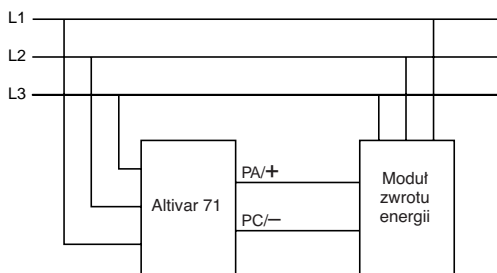 L1
L2
L3
PA/+
Altivar 71
PC/−
Moduł
zwrotu
energii